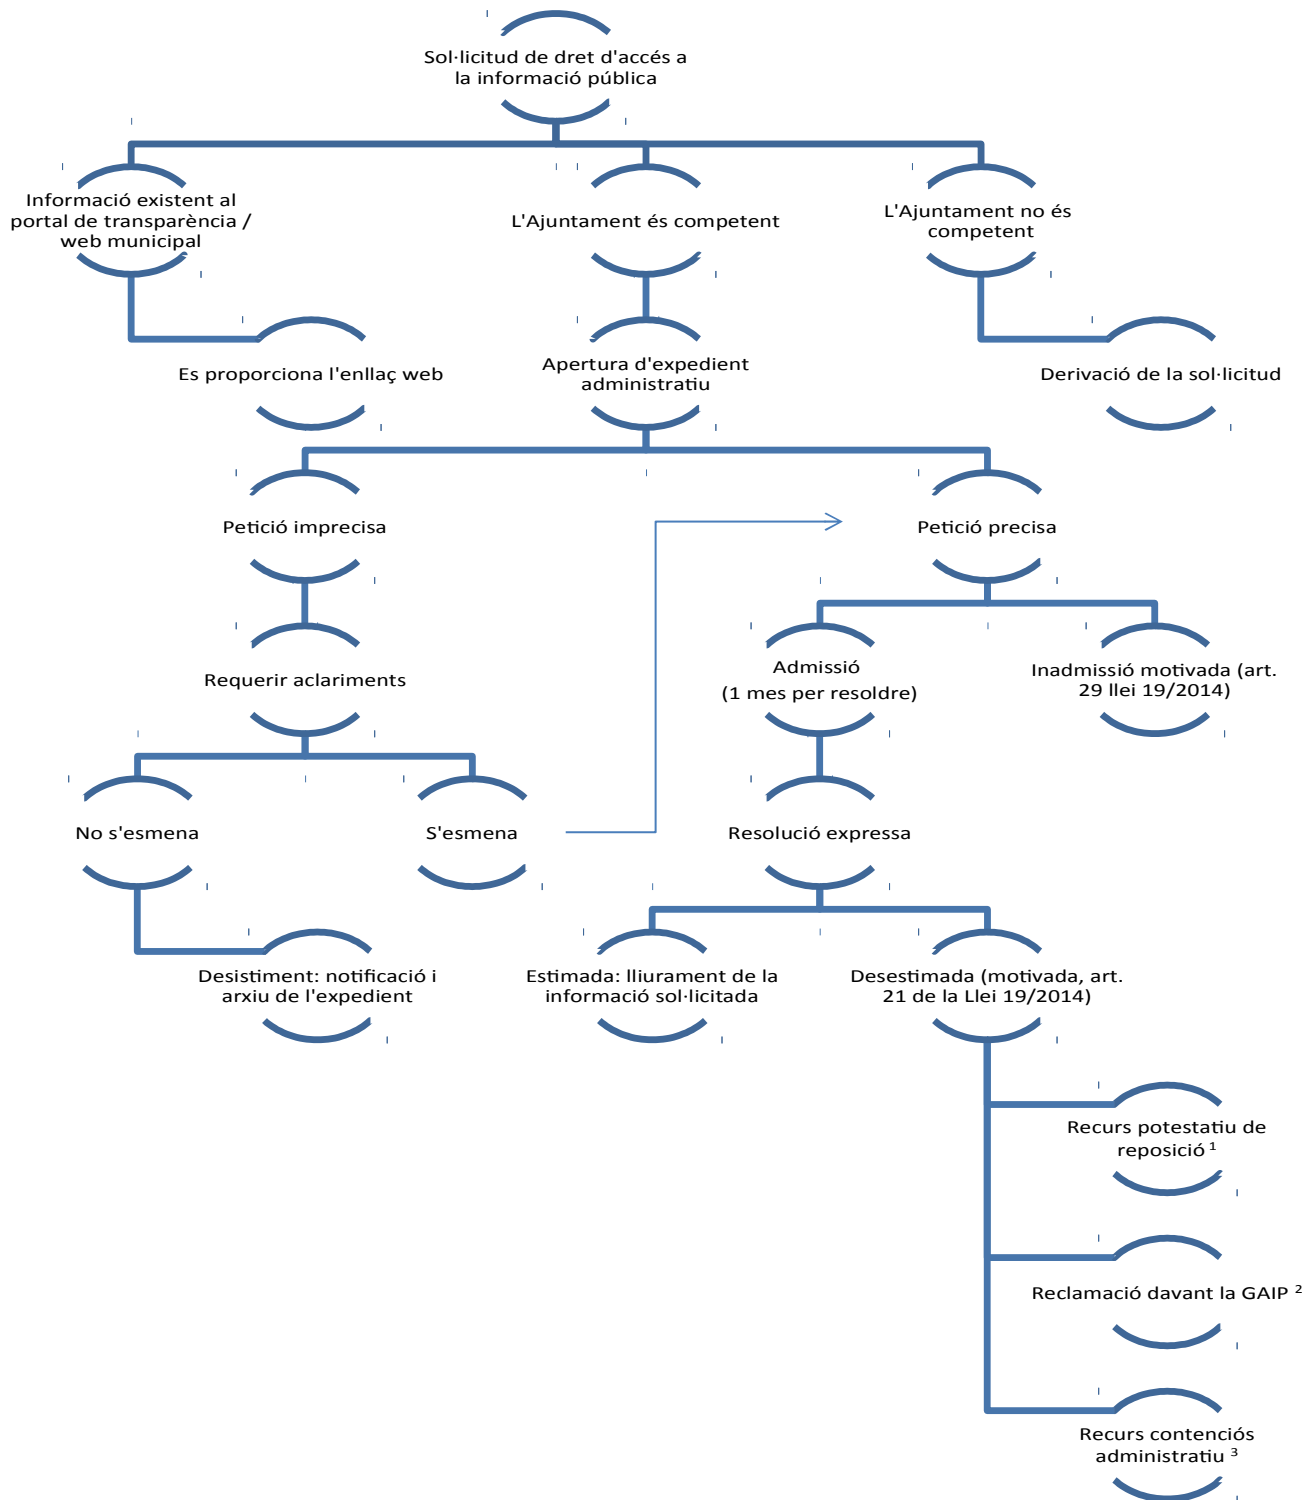 Sol·licitud de dret d'accés a
la informació pública
Informació existent al
portal de transparència /
web municipal
L'Ajuntament és competent
L'Ajuntament no és
competent
Es proporciona l'enllaç web
Apertura d'expedient
administratiu
Derivació de la sol·licitud
Petició imprecisa
Petició precisa
Requerir aclariments
Admissió
(1 mes per resoldre)
Inadmissió motivada (art.
29 llei 19/2014)
No s'esmena
S'esmena
Resolució expressa
Desistiment: notificació i
arxiu de l'expedient
Estimada: lliurament de la
informació sol·licitada
Desestimada (motivada, art.
21 de la Llei 19/2014)
Recurs potestatiu de
reposició ¹
Reclamació davant la GAIP ²
Recurs contenciós
administratiu ³